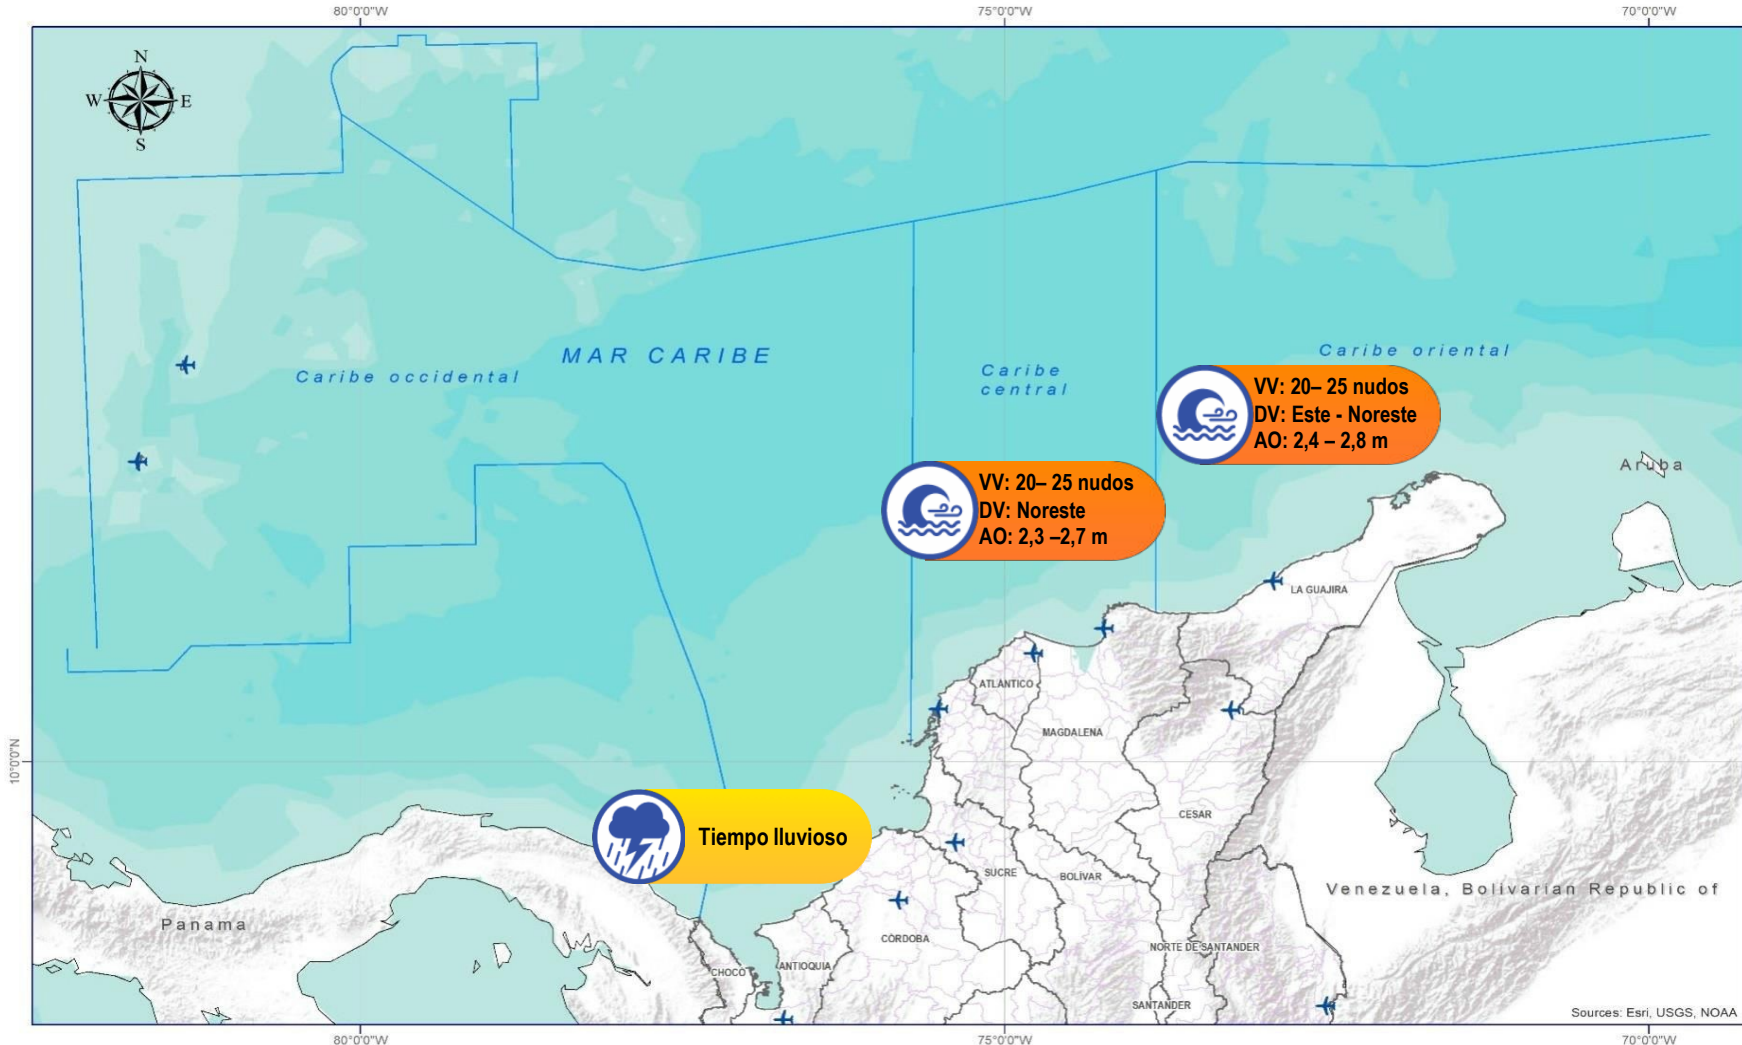 80°0'0"W
75°0'0"W
70°0'0"W
N
W
E
S
MAR CARIBE
Caribe occidental
Caribe
central
Caribe oriental
VV: 20– 25 nudos
DV: Este - Noreste
AO: 2,4 – 2,8 m
VV: 20– 25 nudos
DV: Noreste
AO: 2,3 –2,7 m
Aruba
LA GUAJIRA
ATLÁNTICO
MAGDALENA
10°0'0"N
CESAR
Tiempo lluvioso
SUCRE
BOLÍVAR
Venezuela, Bolivarian Republic of
Panama
CÓRDOBA
NORTE DE SANTANDER
CHOCÓ
ANTIOQUIA
SANTANDER
Sources: Esri, USGS, NOAA
80°0'0"W
75°0'0"W
70°0'0"W